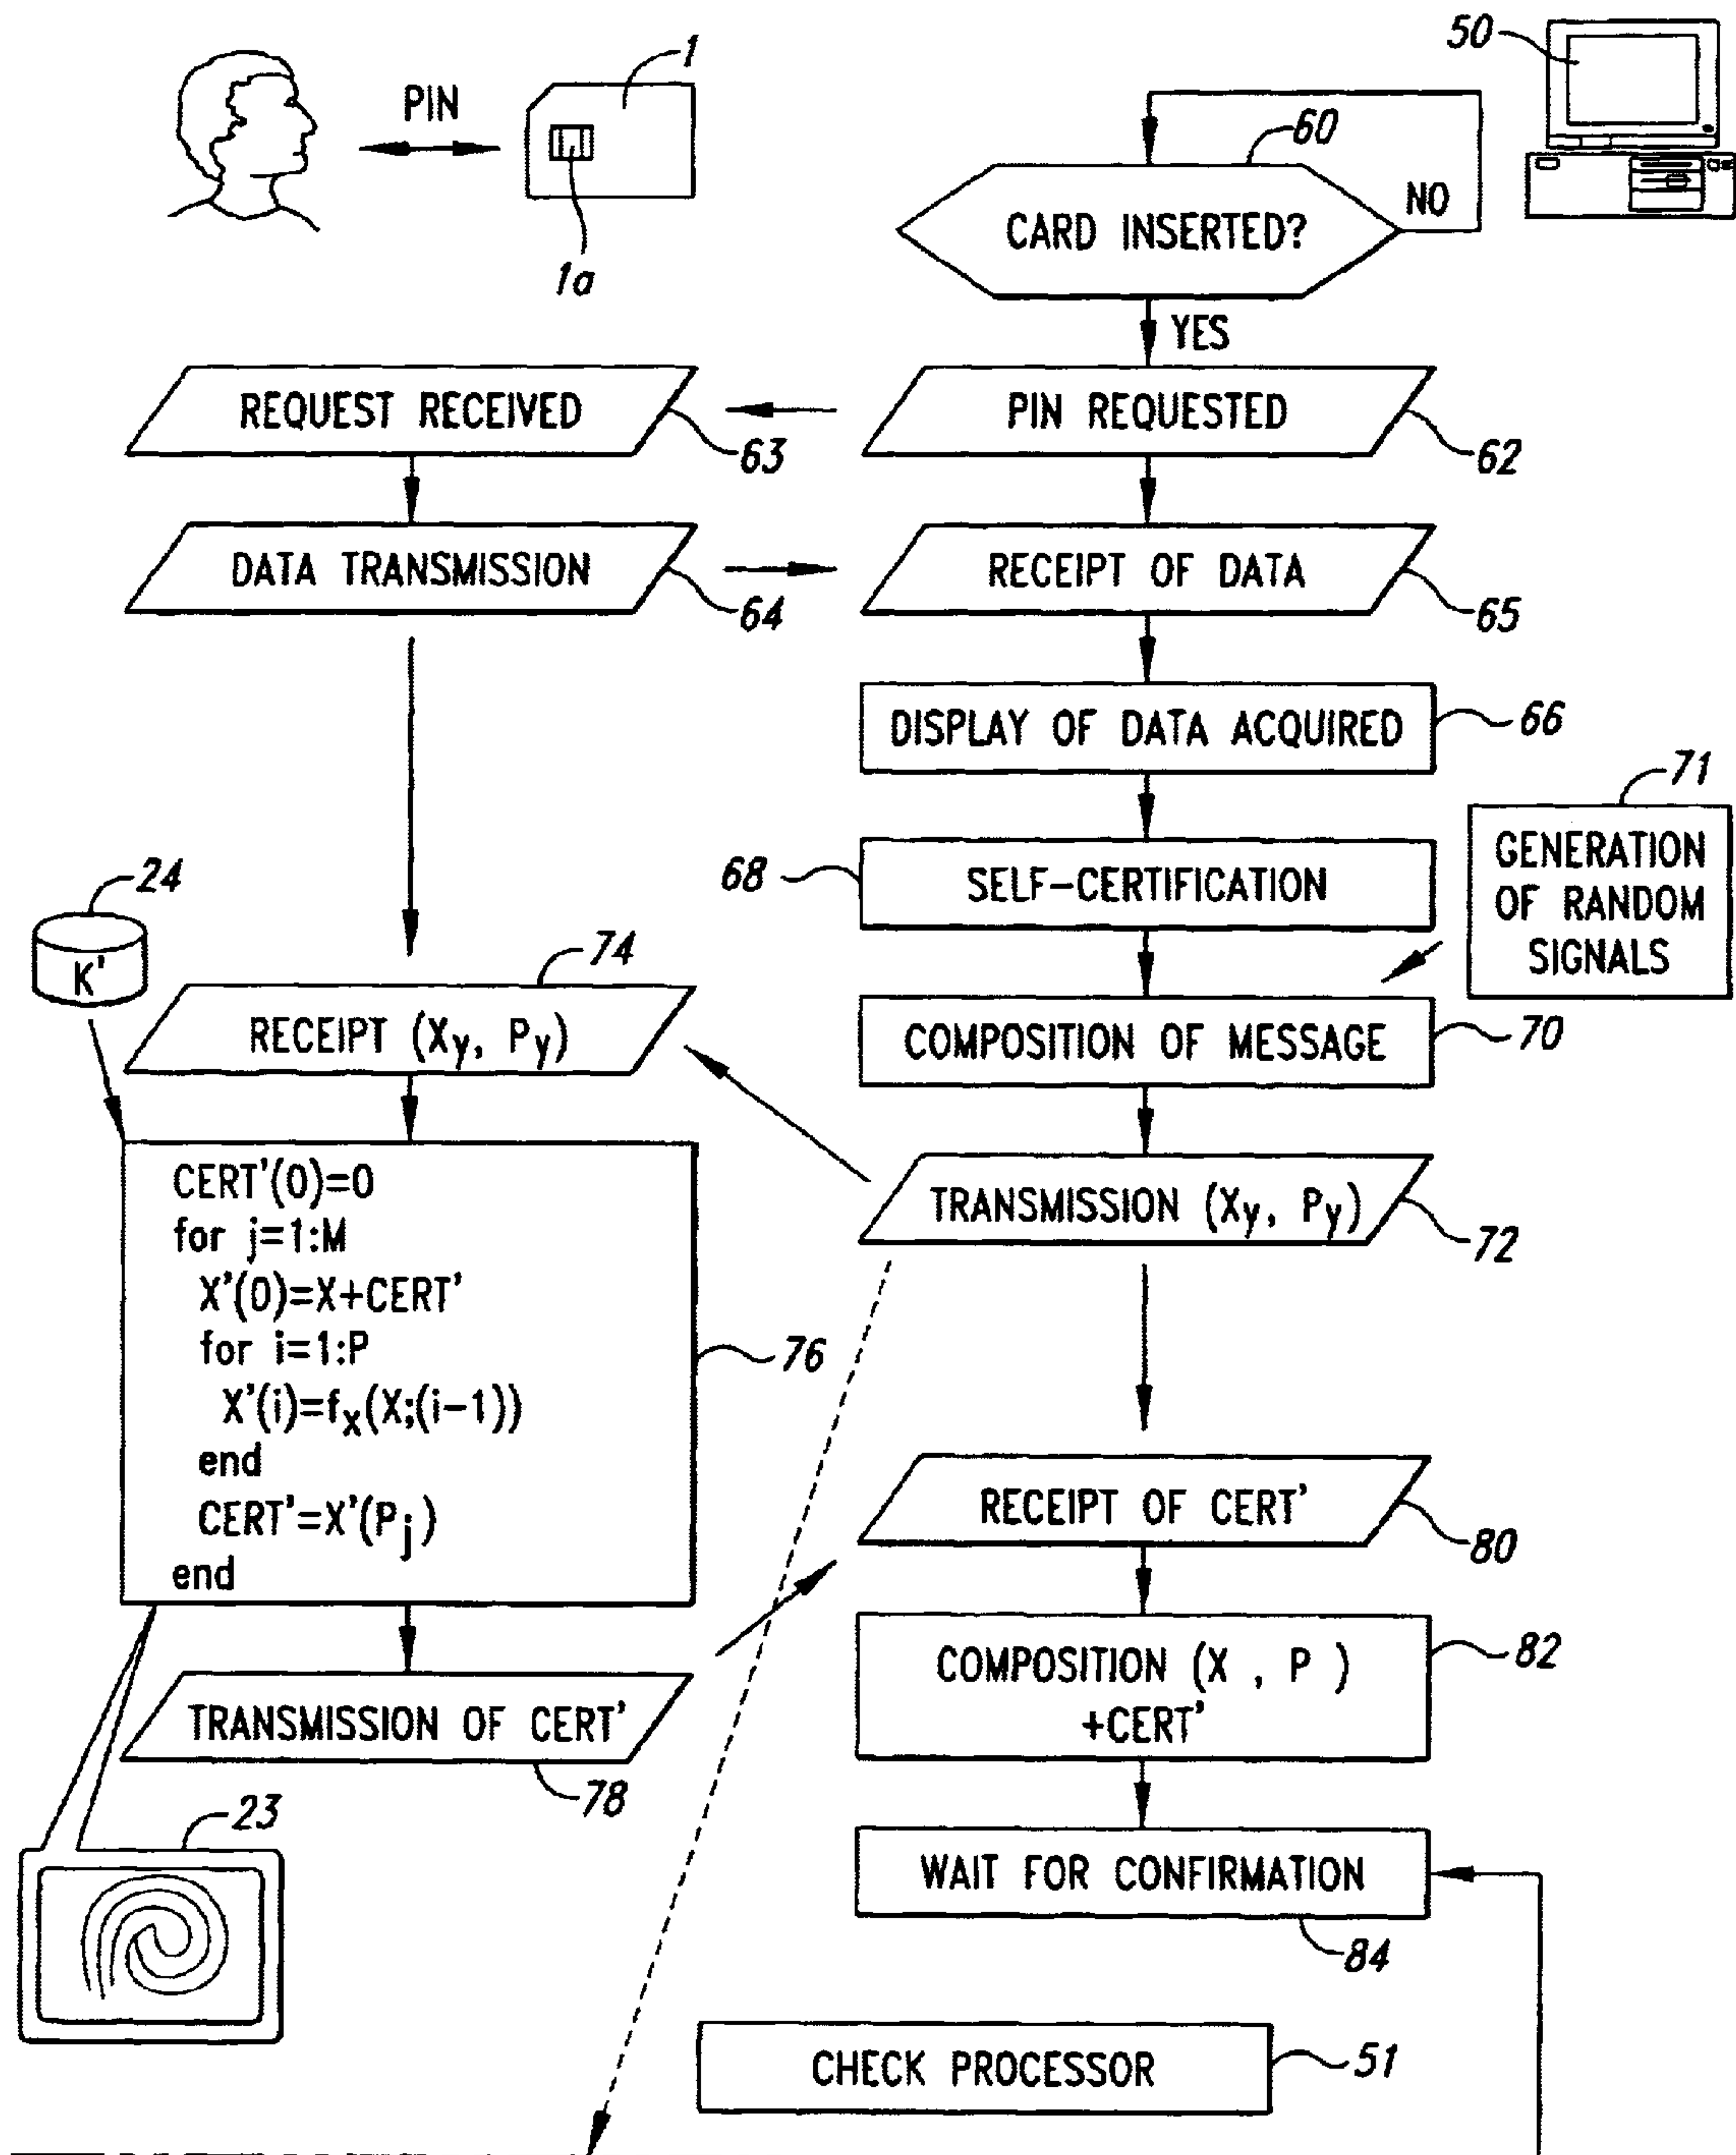 50
1
PIN
1a
60
NO
CARD INSERTED?
YES
REQUEST RECEIVED
63
PIN REQUESTED
62
DATA TRANSMISSION
64
RECEIPT OF DATA
65
DISPLAY OF DATA ACQUIRED
66
71
GENERATION
OF RANDOM
SIGNALS
68
SELF-CERTIFICATION
24
K'
74
RECEIPT (Xy, Py)
COMPOSITION OF MESSAGE
70
TRANSMISSION (Xy, Py)
72
CERT'(0)=0
for j=1:M
X'(0)=X+CERT'
for i=1:P
X'(i)=fx(X;(i-1))
end
CERT'=X'(Pj)
end
76
RECEIPT OF CERT'
80
COMPOSITION (X , P )
+CERT'
82
TRANSMISSION OF CERT'
78
23
WAIT FOR CONFIRMATION
84
CHECK PROCESSOR
51